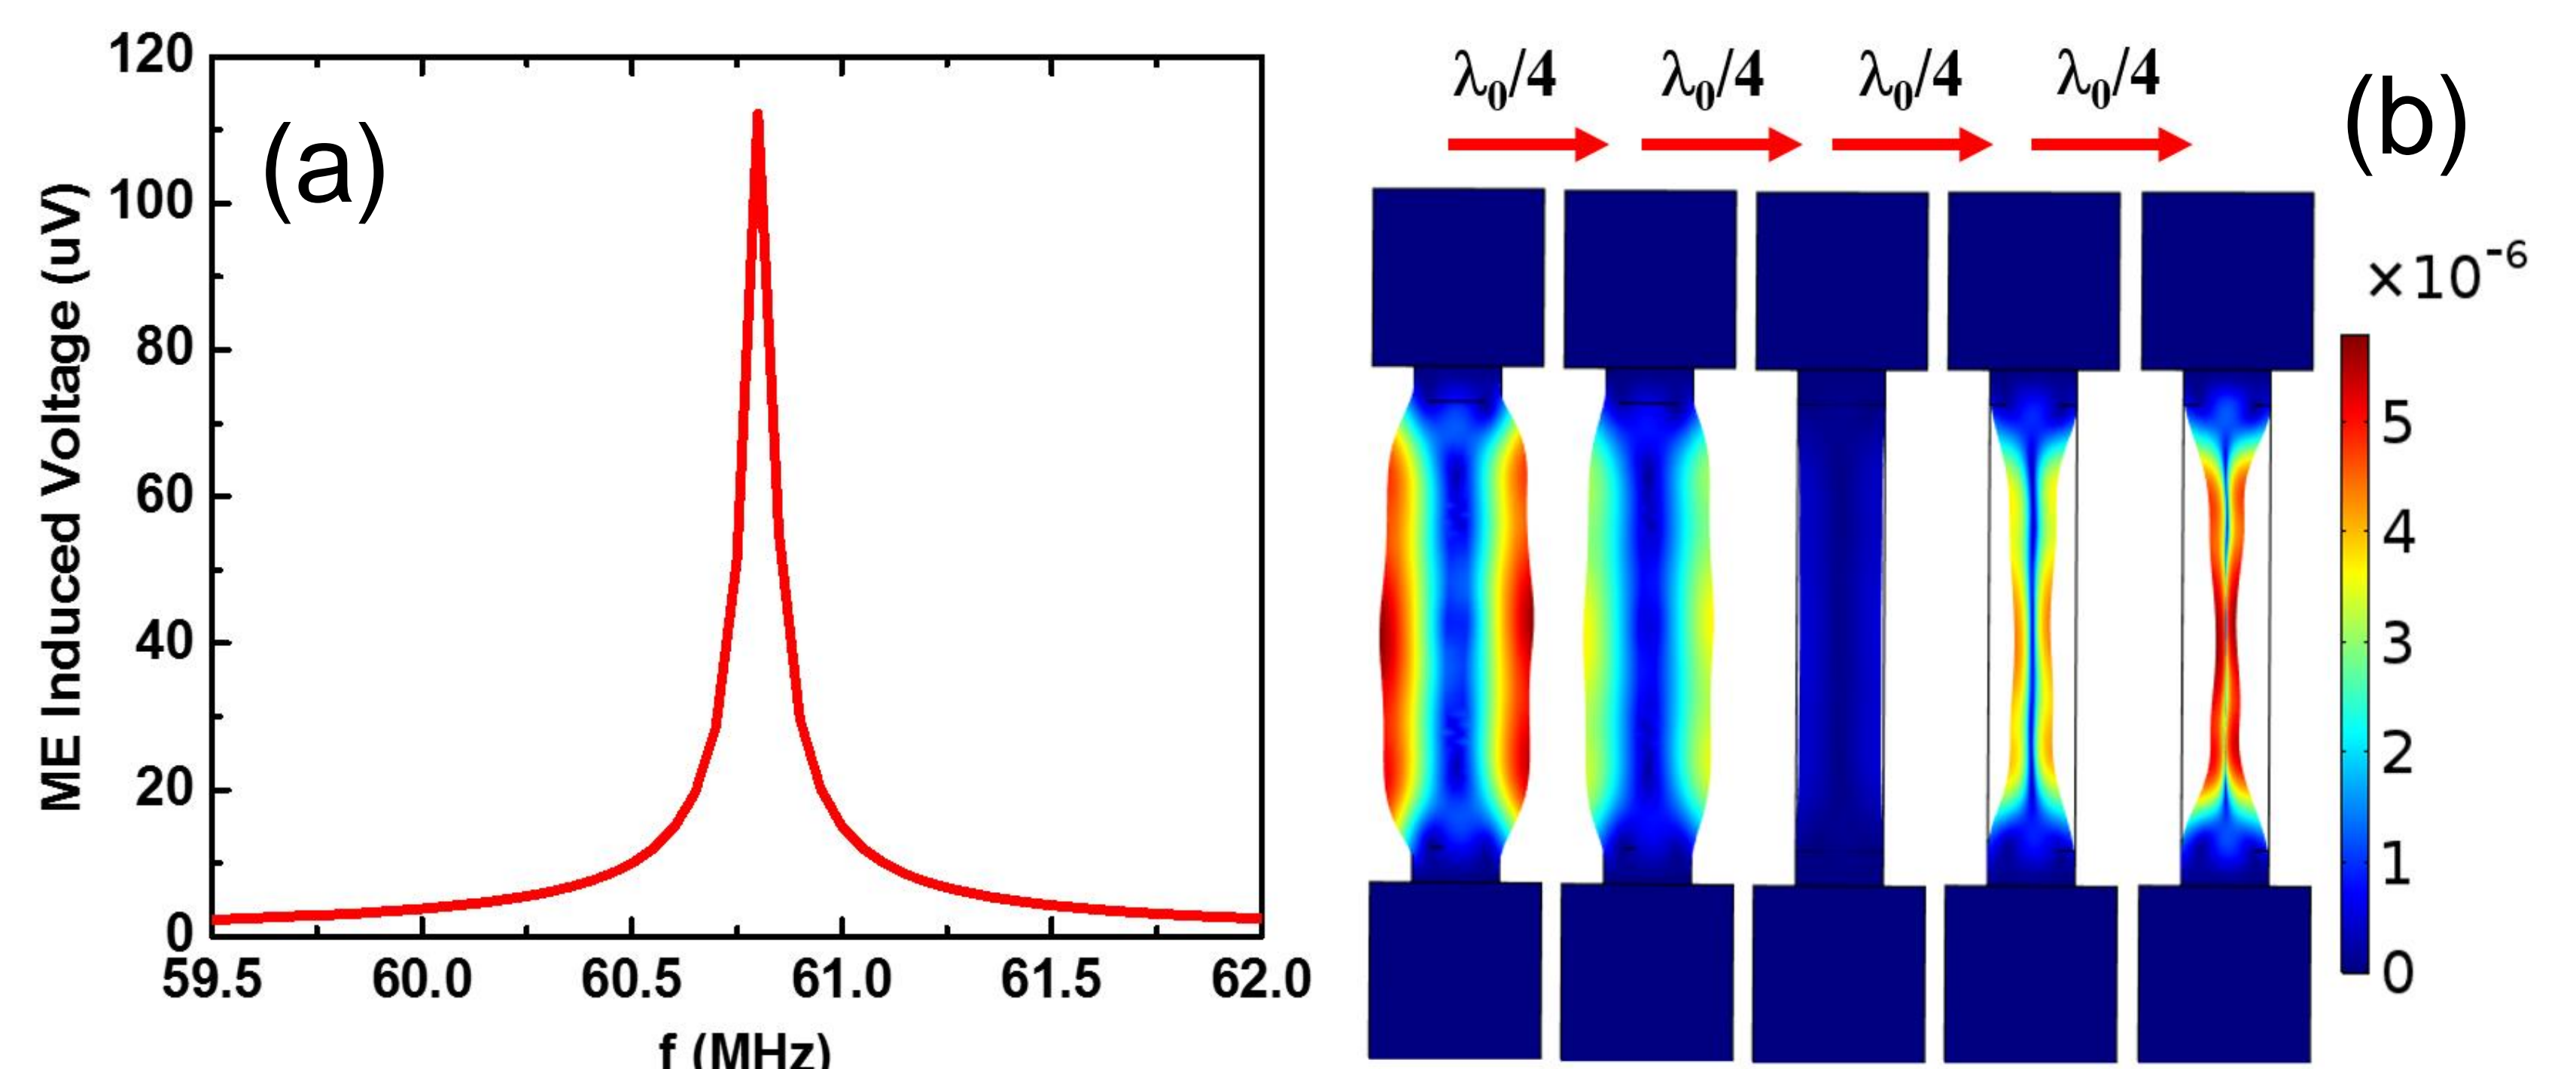 (a)
ME Induced Voltage (uV)
120
100
80
60
40
20
0
59.5 60.0 60.5 61.0 61.5 62.0
f (MHz)
λ₀/4 λ₀/4 λ₀/4 λ₀/4
(b)
×10⁻⁶
5
4
3
2
1
0